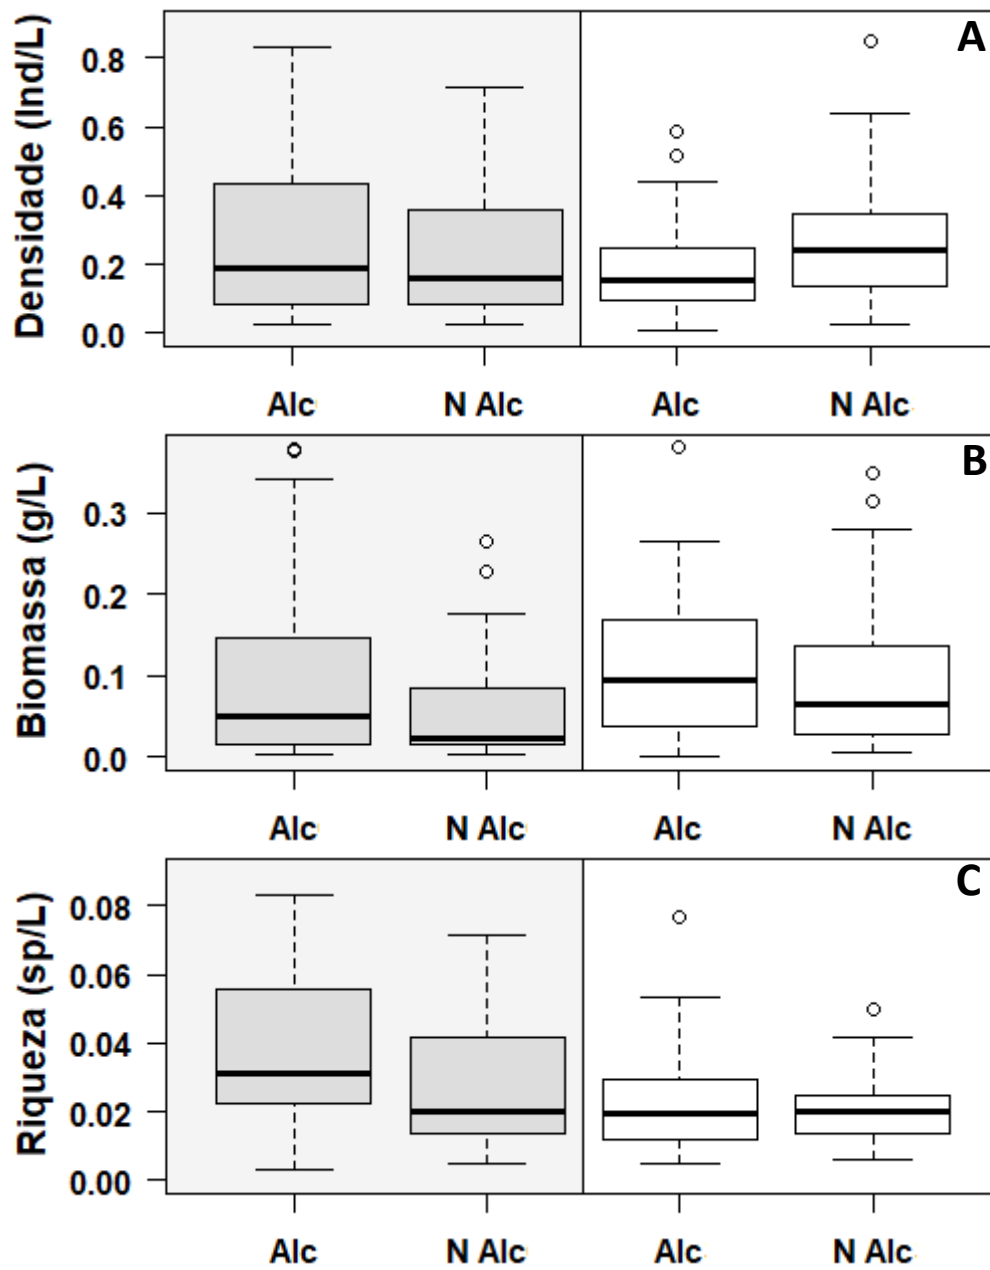 A
Densidade (Ind/L)
0.8
0.6
0.4
0.2
0.0
Alc N Alc Alc N Alc
B
Biomassa (g/L)
0.3
0.2
0.1
0.0
Alc N Alc Alc N Alc
C
Riqueza (sp/L)
0.08
0.06
0.04
0.02
0.00
Alc N Alc Alc N Alc